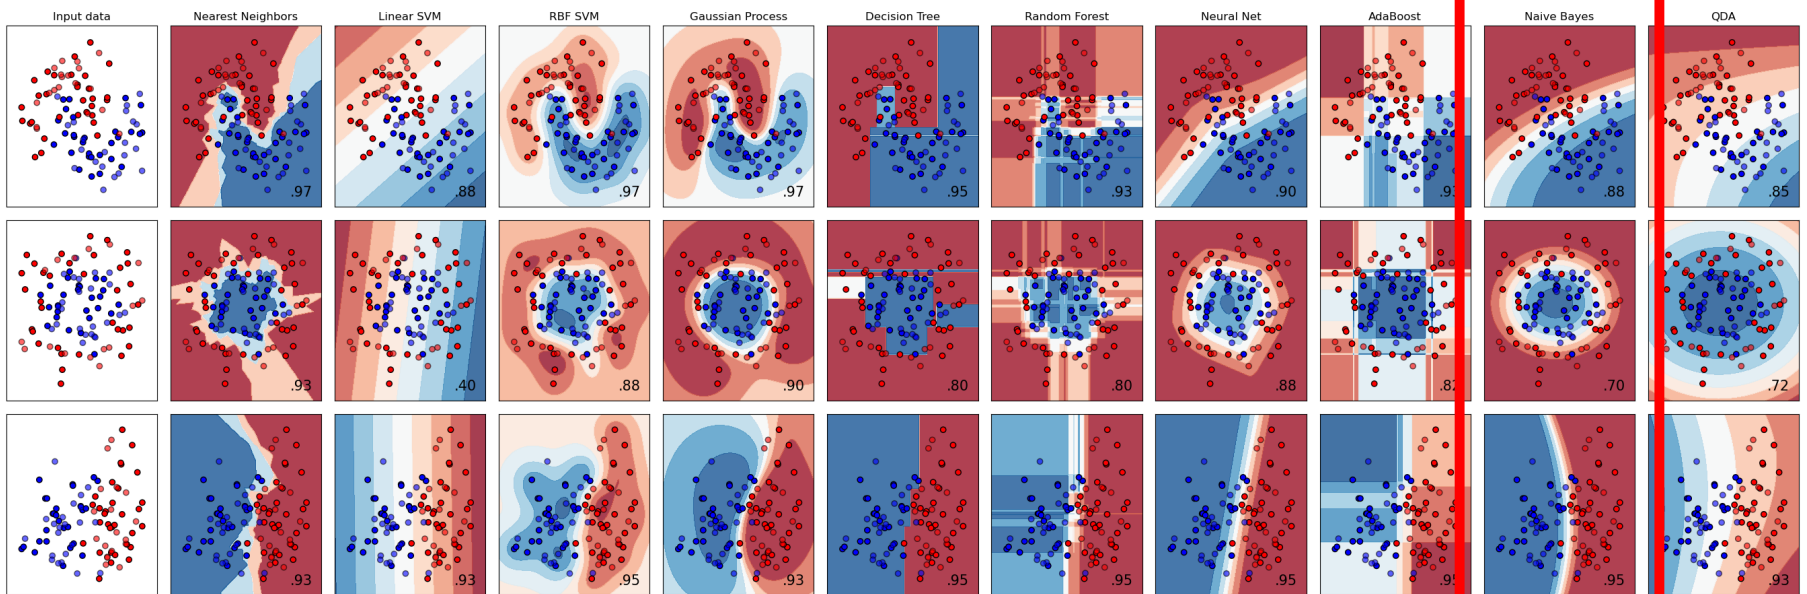 Input data Nearest Neighbors Linear SVM RBF SVM Gaussian Process Decision Tree Random Forest Neural Net AdaBoost Naive Bayes QDA
.97 .88 .97 .97 .95 .93 .90 .88 .85
.93 .40 .88 .90 .80 .80 .88 .70 .72
.93 .93 .95 .93 .95 .95 .95 .95 .93